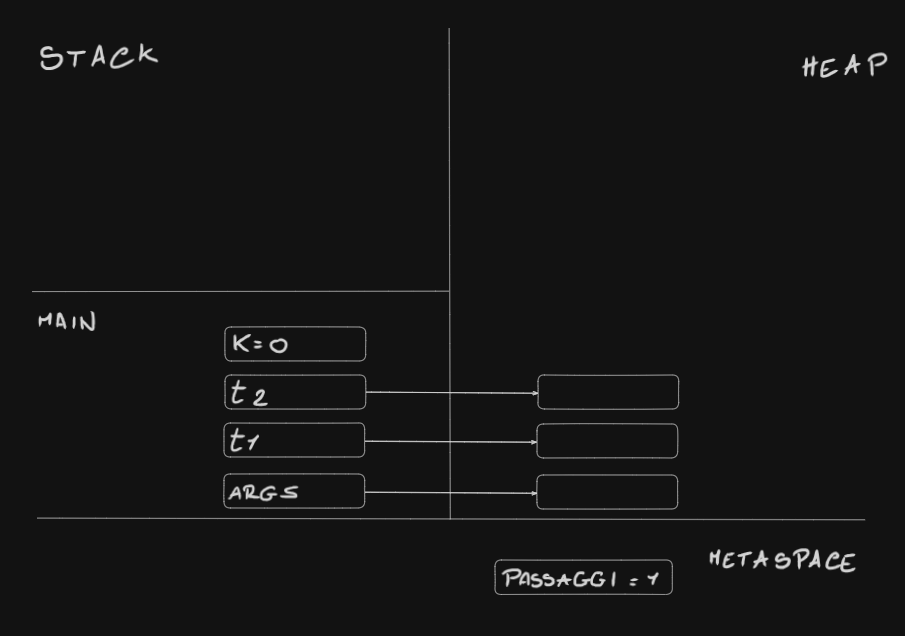 STACK
HEAP
MAIN
K=0
t2
t1
ARGS
METASPACE
PASSAGGI = 1